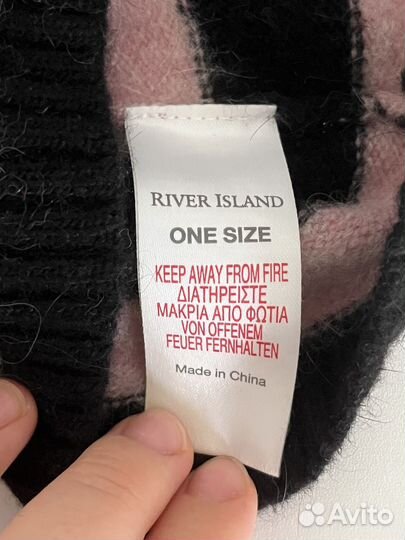 RIVER ISLAND
ONE SIZE
KEEP AWAY FROM FIRE
ΔΙΑΤΗΡΕΙΣΤΕ
ΜΑΚΡΙΑ ΑΠΟ ΦΩΤΙΑ
VON OFFENEM
FEUER FERNHALTEN
Made in China
Avito